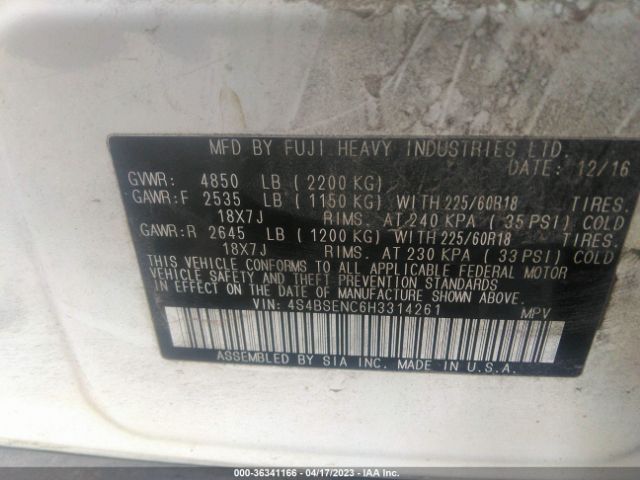 MFD BY FUJI HEAVY INDUSTRIES LTD.
DATE: 12/16
GVWR: 4850 LB (2200 KG)
GAWR:F 2535 LB (1150 KG) WITH 225/60R18 TIRES.
18X7J RIMS. AT 240 KPA (35 PSI) COLD
GAWR:R 2645 LB (1200 KG) WITH 225/60R18 TIRES.
18X7J RIMS. AT 230 KPA (33 PSI) COLD
THIS VEHICLE CONFORMS TO ALL APPLICABLE FEDERAL MOTOR
VEHICLE SAFETY AND THEFT PREVENTION STANDARDS
IN EFFECT ON THE DATE OF MANUFACTURE SHOWN ABOVE.
VIN: 4S4BSENC6H3314261 MPV
ASSEMBLED BY SIA INC. MADE IN U.S.A.
000-36341166 - 04/17/2023 - IAA Inc.